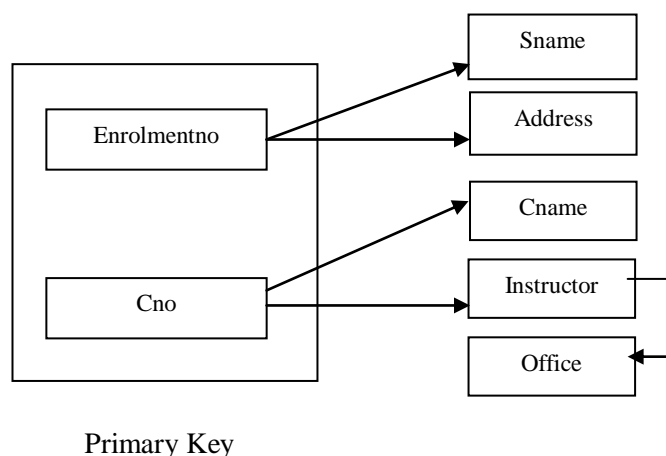 Sname
Enrolmentno
Address
Cname
Cno
Instructor
Office
Primary Key